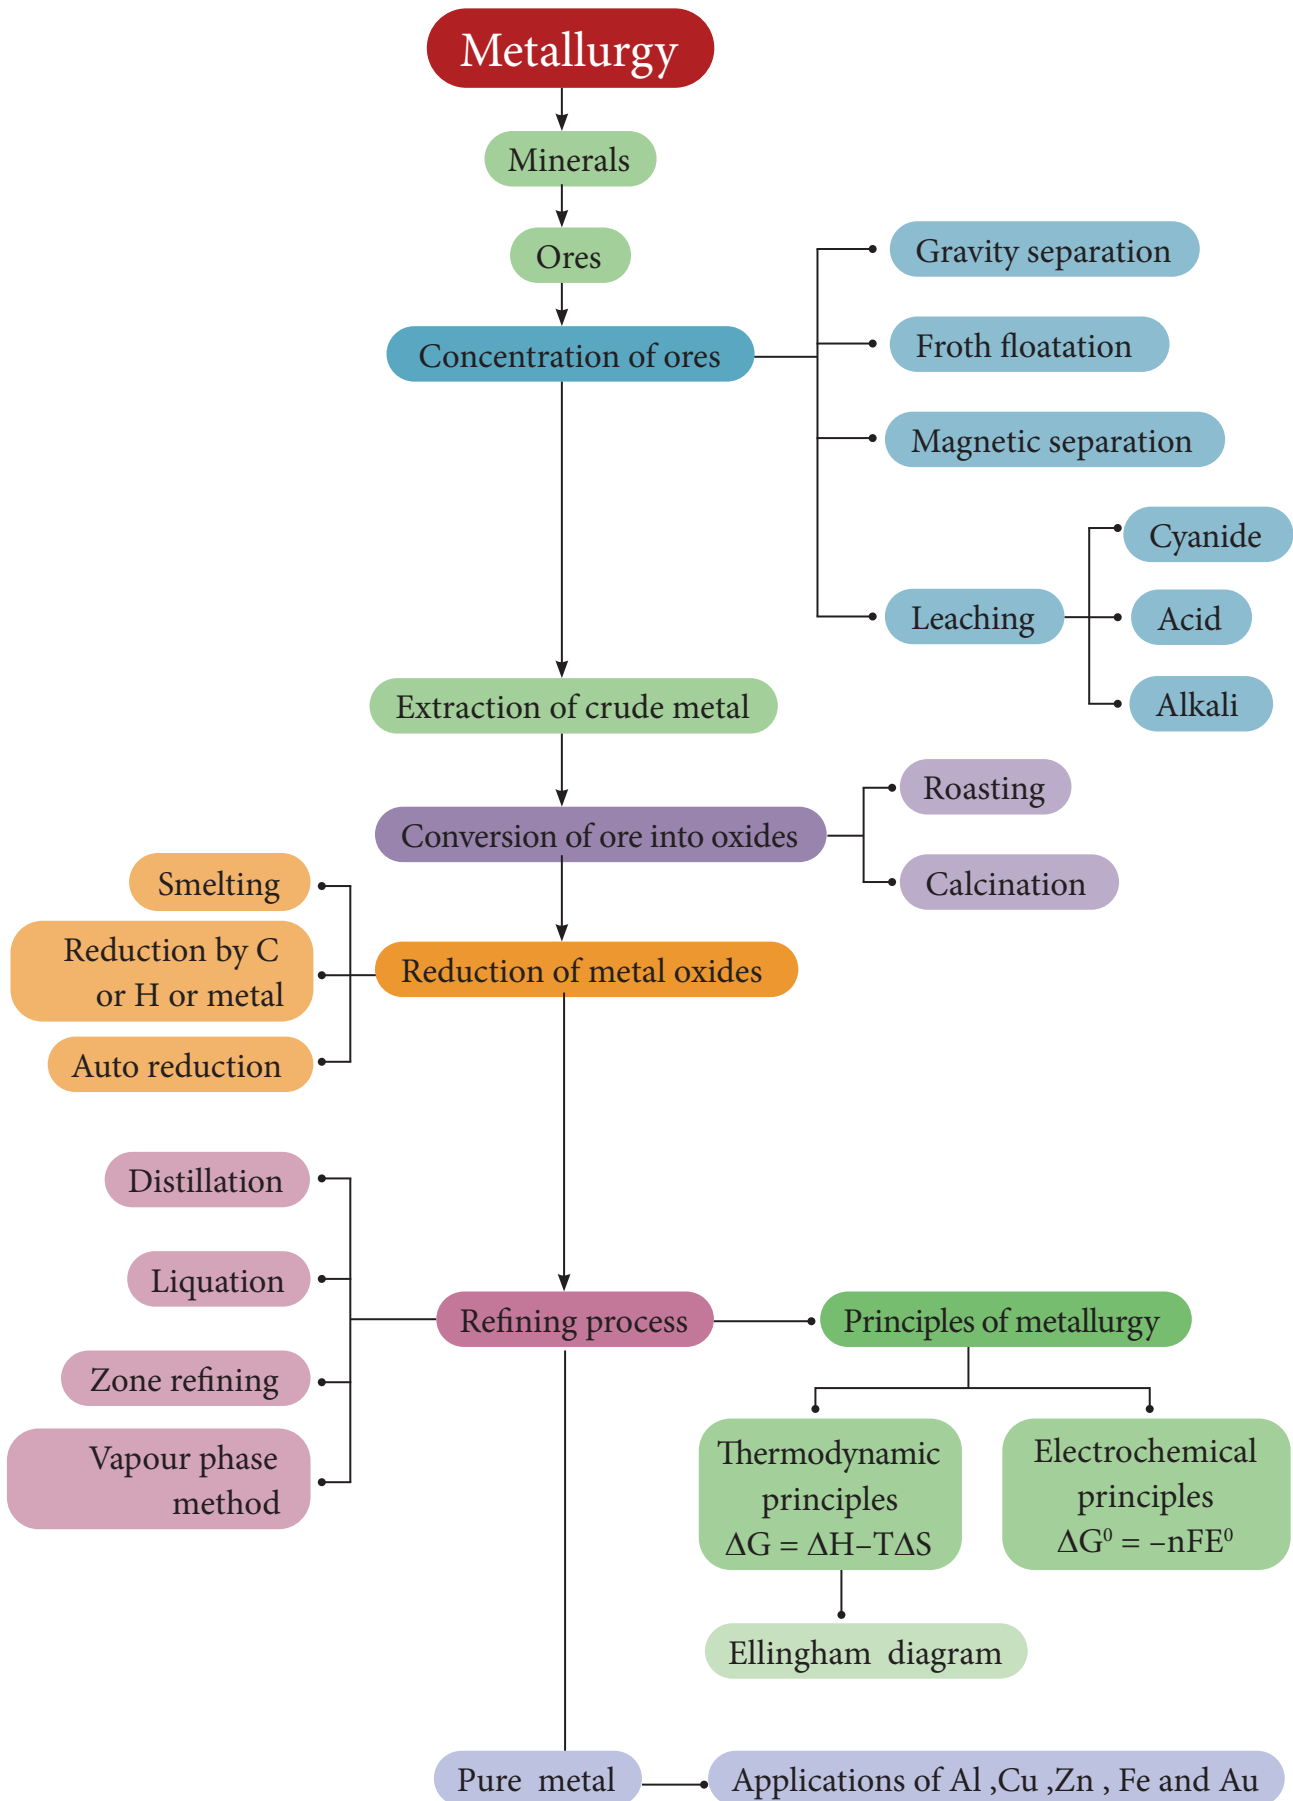 Metallurgy
Minerals
Ores
Concentration of ores
Gravity separation
Froth floatation
Magnetic separation
Leaching
Cyanide
Acid
Alkali
Extraction of crude metal
Conversion of ore into oxides
Roasting
Calcination
Reduction of metal oxides
Smelting
Reduction by C
or H or metal
Auto reduction
Refining process
Distillation
Liquation
Zone refining
Vapour phase
method
Principles of metallurgy
Thermodynamic
principles
ΔG = ΔH–TΔS
Electrochemical
principles
ΔG⁰ = –nFE⁰
Ellingham diagram
Pure metal
Applications of Al ,Cu ,Zn , Fe and Au